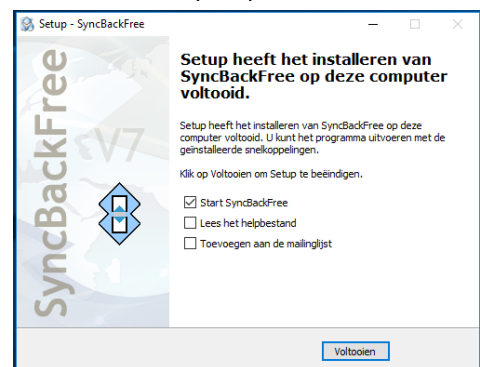 Setup - SyncBackFree
SyncBackFree
V7
Setup heeft het installeren van
SyncBackFree op deze computer
voltooid.
Setup heeft het installeren van SyncBackFree op deze
computer voltooid. U kunt het programma uitvoeren met de
geïnstalleerde snelkoppelingen.
Klik op Voltooien om Setup te beëindigen.
Start SyncBackFree
Lees het helpbestand
Toevoegen aan de mailinglijst
Voltooien